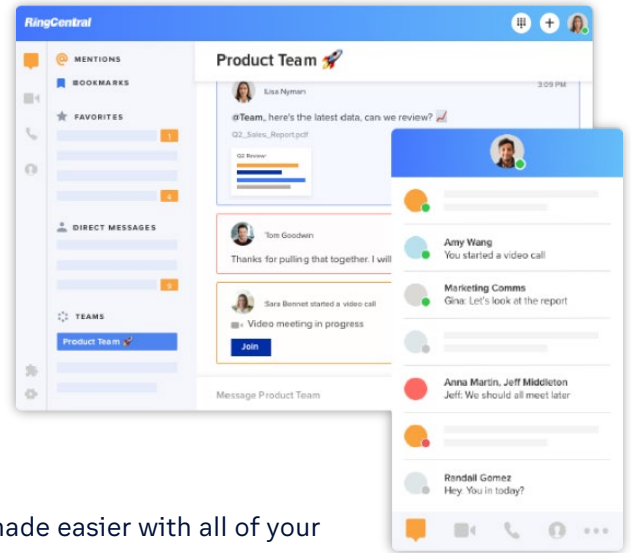 RingCentral
MENTIONS
BOOKMARKS
FAVORITES
1
4
DIRECT MESSAGES
9
TEAMS
Product Team 🚀
Product Team 🚀
Lisa Nyman
3:09 PM
@Team, here's the latest data, can we review? 📈
Q2_Sales_Report.pdf
Q2 Review
Tom Goodwin
Thanks for pulling that together. I will
Sara Bennet started a video call
Video meeting in progress
Join
Message Product Team
Amy Wang
You started a video call
Marketing Comms
Gina: Let's look at the report
Anna Martin, Jeff Middleton
Jeff: We should all meet later
Randall Gomez
Hey. You in today?
made easier with all of your